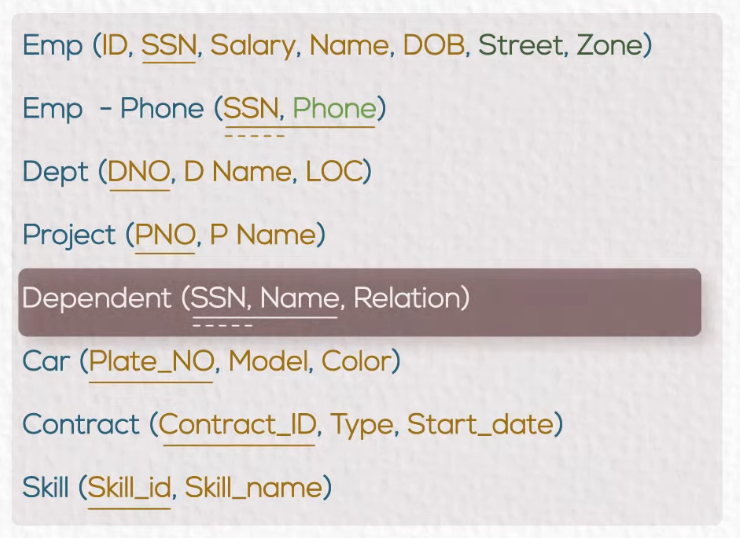 Emp (ID, SSN, Salary, Name, DOB, Street, Zone)
Emp - Phone (SSN, Phone)
Dept (DNO, D Name, LOC)
Project (PNO, P Name)
Dependent (SSN, Name, Relation)
Car (Plate_NO, Model, Color)
Contract (Contract_ID, Type, Start_date)
Skill (Skill_id, Skill_name)